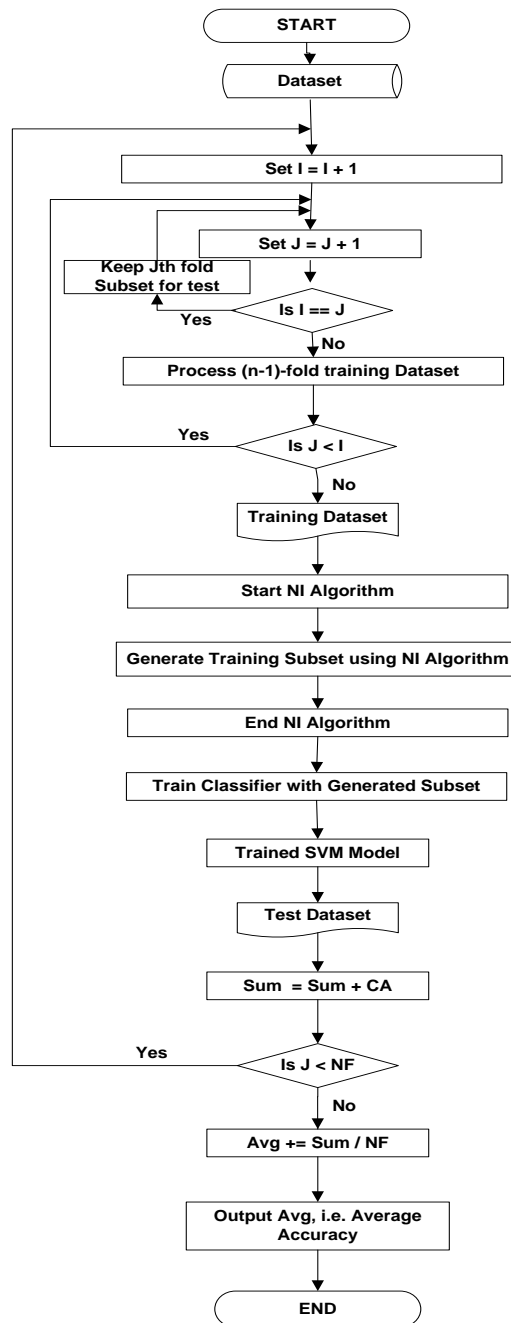 START
Dataset
Set I = I + 1
Set J = J + 1
Keep Jth fold
Subset for test
Is I == J
Yes
No
Process (n-1)-fold training Dataset
Yes
Is J < I
No
Training Dataset
Start NI Algorithm
Generate Training Subset using NI Algorithm
End NI Algorithm
Train Classifier with Generated Subset
Trained SVM Model
Test Dataset
Sum = Sum + CA
Yes
Is J < NF
No
Avg += Sum / NF
Output Avg, i.e. Average
Accuracy
END